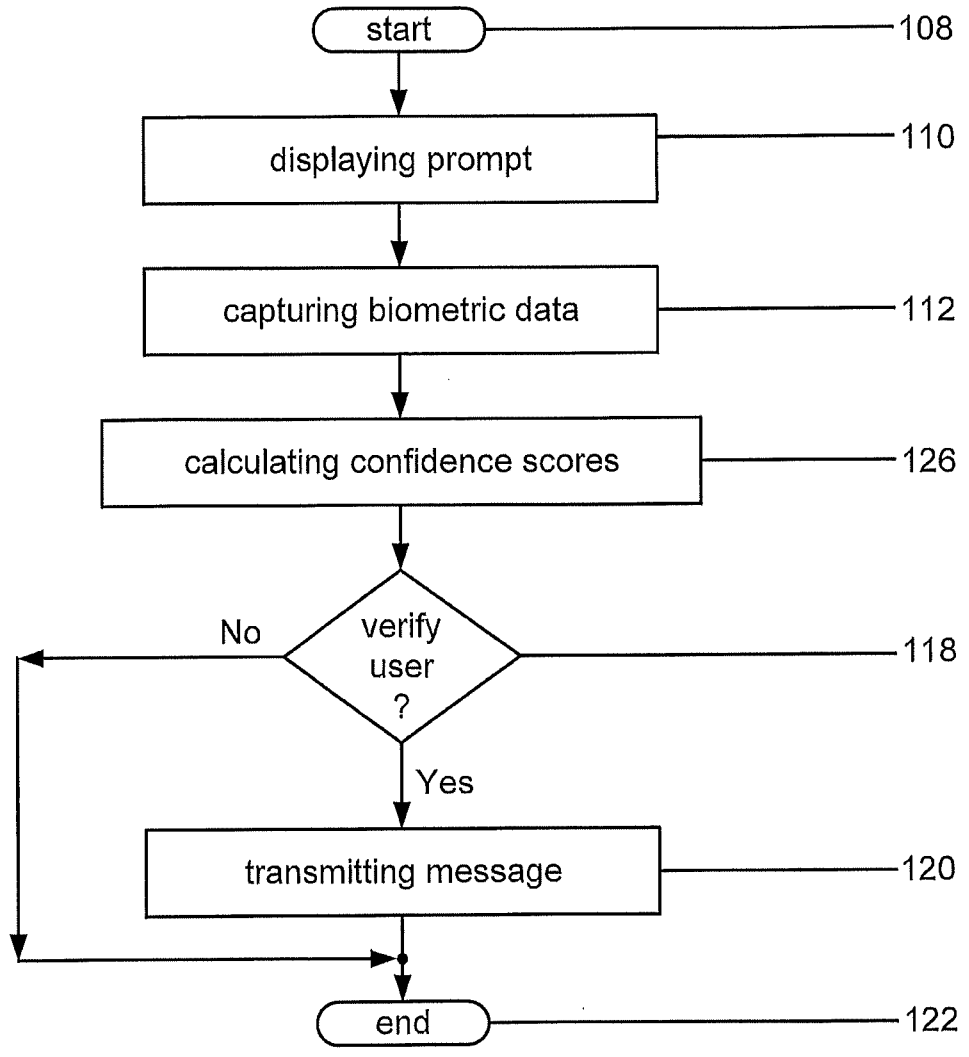 start
108
displaying prompt
110
capturing biometric data
112
calculating confidence scores
126
verify
user
?
118
No
Yes
transmitting message
120
end
122